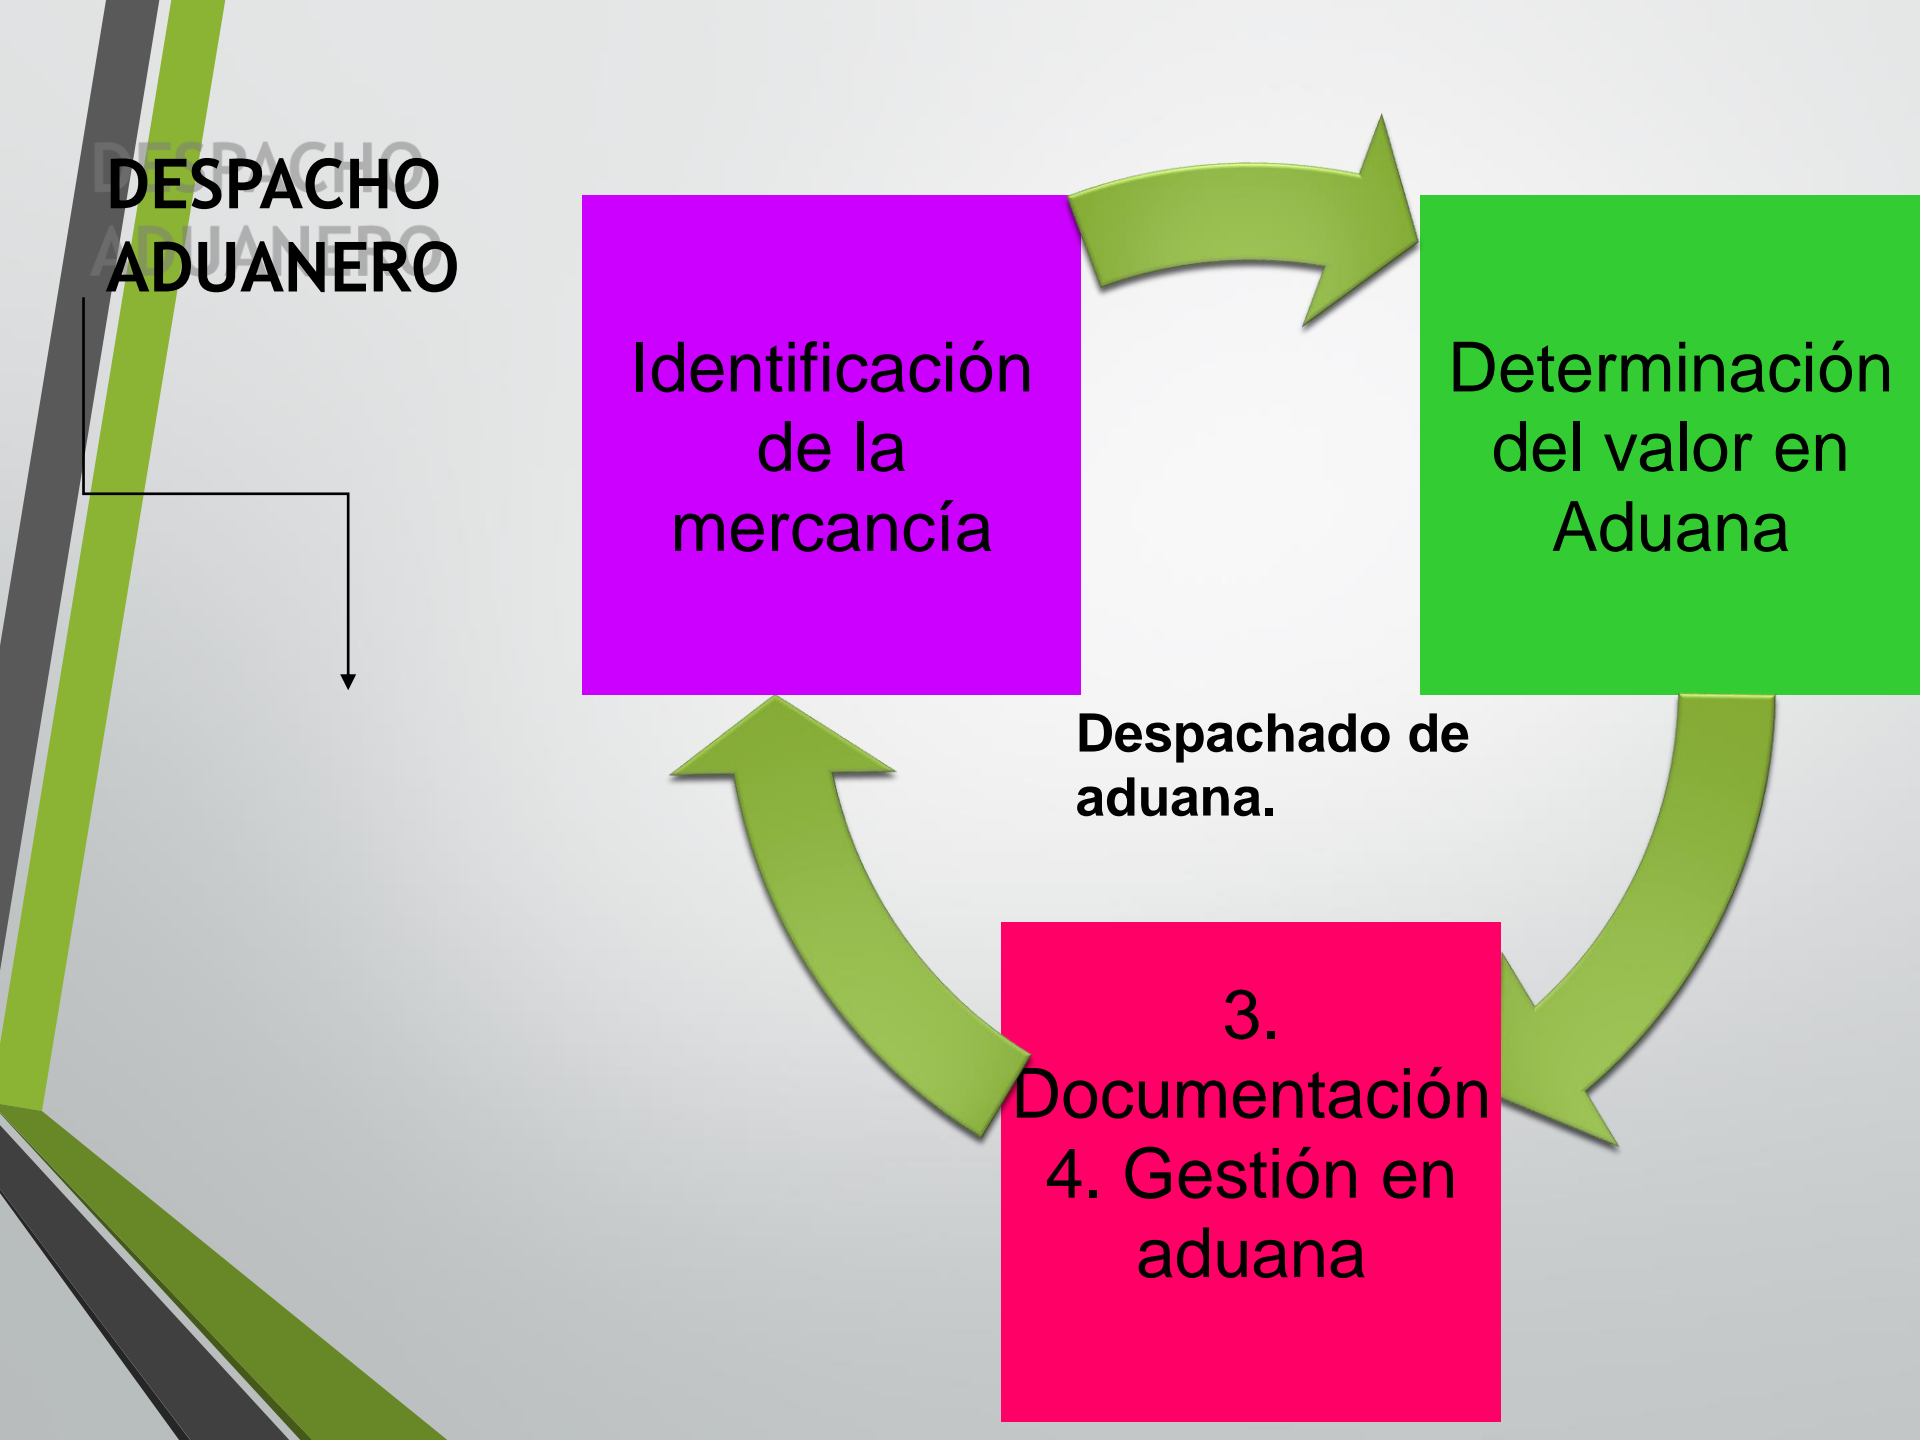 DESPACHO
ADUANERO
Identificación
de la
mercancía
Determinación
del valor en
Aduana
Despachado de
aduana.
3.
Documentación
4. Gestión en
aduana